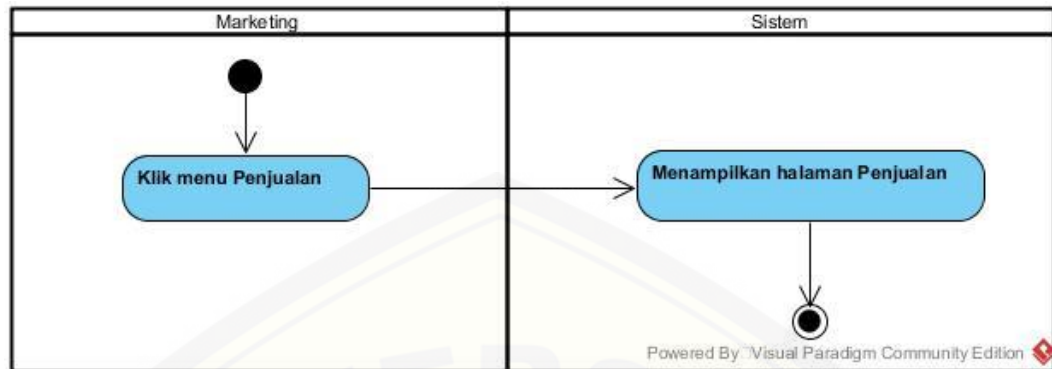 Marketing
Sistem
Klik menu Penjualan
Menampilkan halaman Penjualan
Powered By Visual Paradigm Community Edition